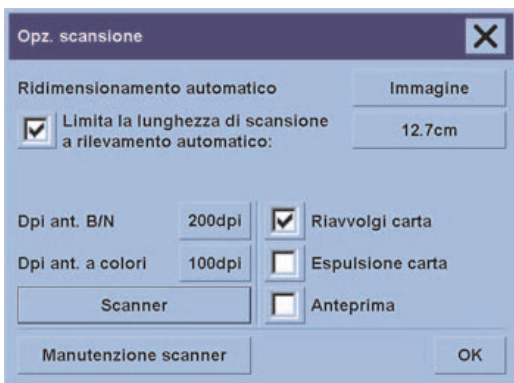 Opz. scansione
Ridimensionamento automatico Immagine
Limita la lunghezza di scansione
a rilevamento automatico: 12.7cm
Dpi ant. B/N 200dpi Riavvolgi carta
Dpi ant. a colori 100dpi Espulsione carta
Scanner Anteprima
Manutenzione scanner OK